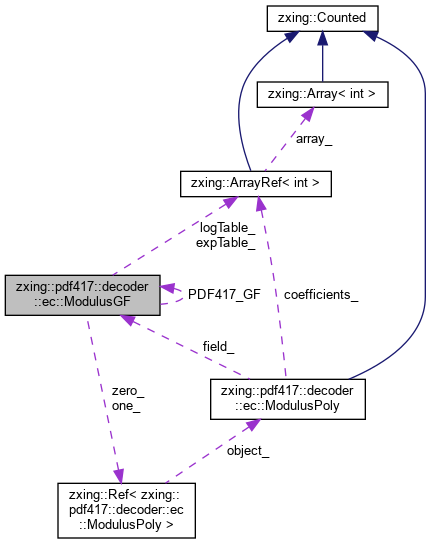 zxing::Counted
zxing::Array< int >
array_
zxing::ArrayRef< int >
logTable_
expTable_
zxing::pdf417::decoder
::ec::ModulusGF
PDF417_GF
coefficients_
field_
zxing::pdf417::decoder
::ec::ModulusPoly
zero_
one_
object_
zxing::Ref< zxing::
pdf417::decoder::ec
::ModulusPoly >